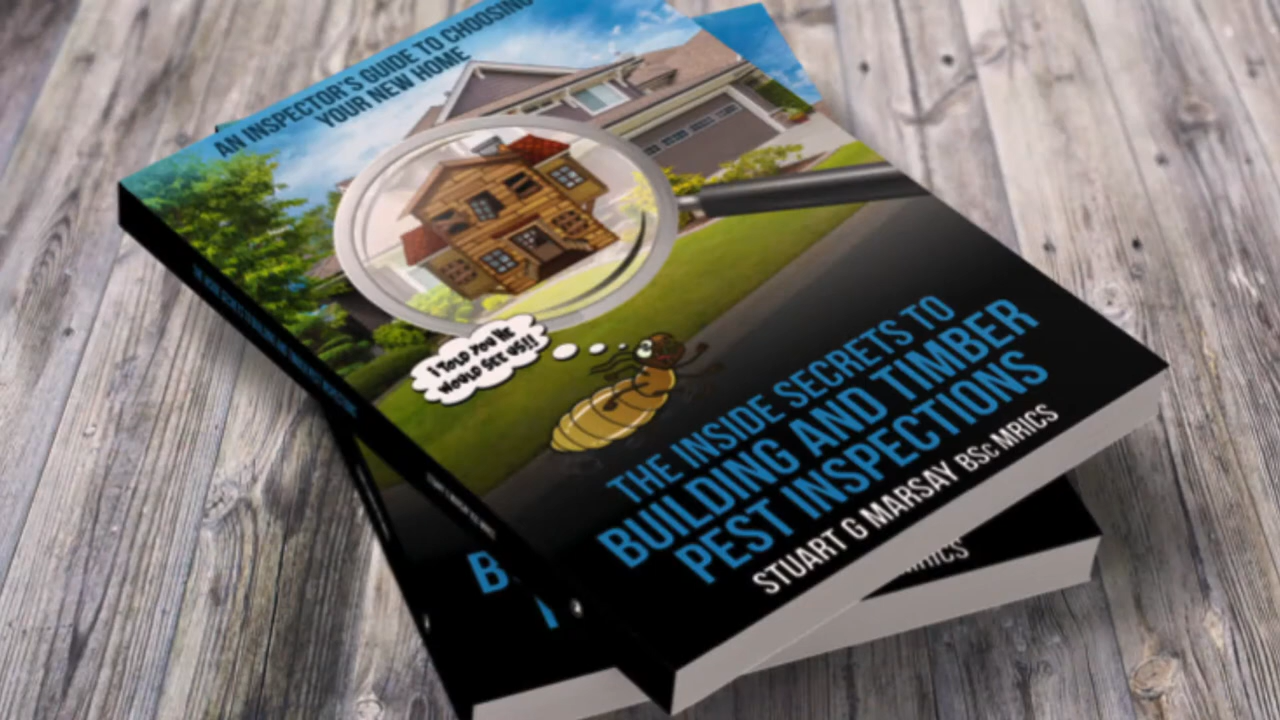 AN INSPECTOR'S GUIDE TO CHOOSING
YOUR NEW HOME
I TOLD YOU HE
WOULD SEE US!!
THE INSIDE SECRETS TO
BUILDING AND TIMBER
PEST INSPECTIONS
STUART G MARSAY BSc MRICS
MRICS